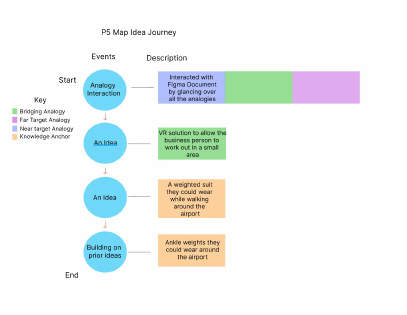 P5 Map Idea Journey
Events
Description
Start
Analogy
Interaction
Interacted with
Figma Document
by glancing over
all the analogies
Key
Bridging Analogy
Far Target Analogy
Near target Analogy
Knowledge Anchor
An Idea
VR solution to allow the
business person to
work out in a small
area
An Idea
A weighted suit
they could wear
while walking
around the
airport
Building on
prior ideas
Ankle weights they
could wear around
the airport
End